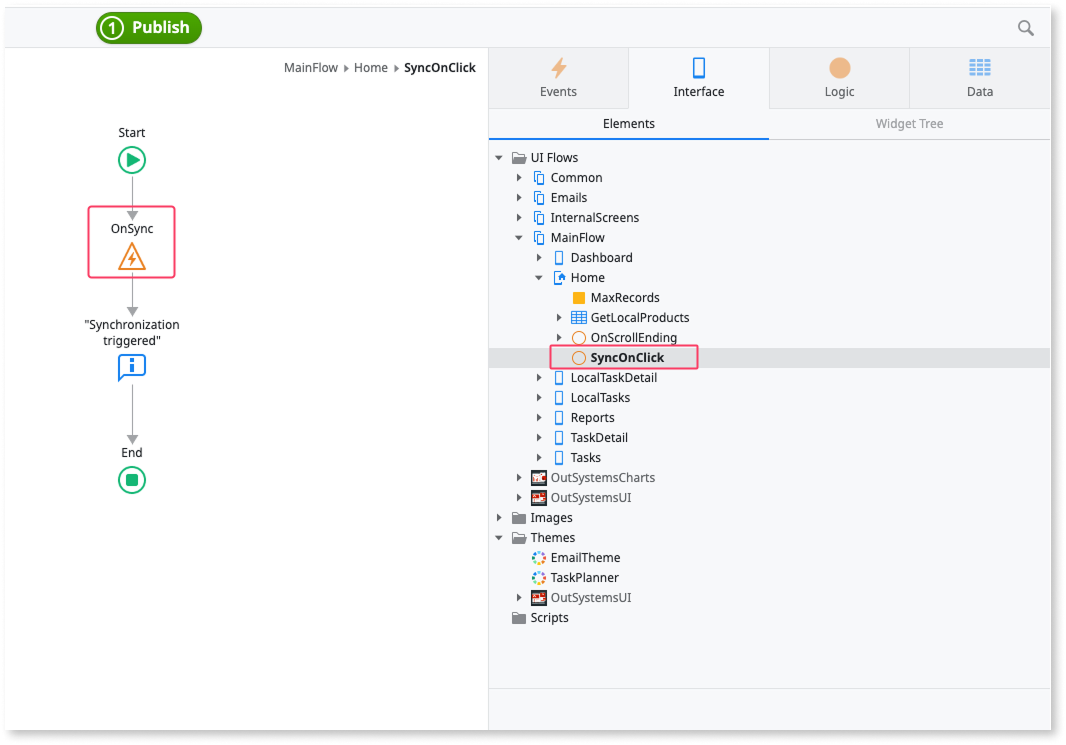 1 Publish
MainFlow Home SyncOnClick
Start
OnSync
"Synchronization
triggered"
End
Events
Interface
Logic
Data
Elements
Widget Tree
UI Flows
Common
Emails
InternalScreens
MainFlow
Dashboard
Home
MaxRecords
GetLocalProducts
OnScrollEnding
SyncOnClick
LocalTaskDetail
LocalTasks
Reports
TaskDetail
Tasks
OutSystemsCharts
OutSystemsUI
Images
Themes
EmailTheme
TaskPlanner
OutSystemsUI
Scripts